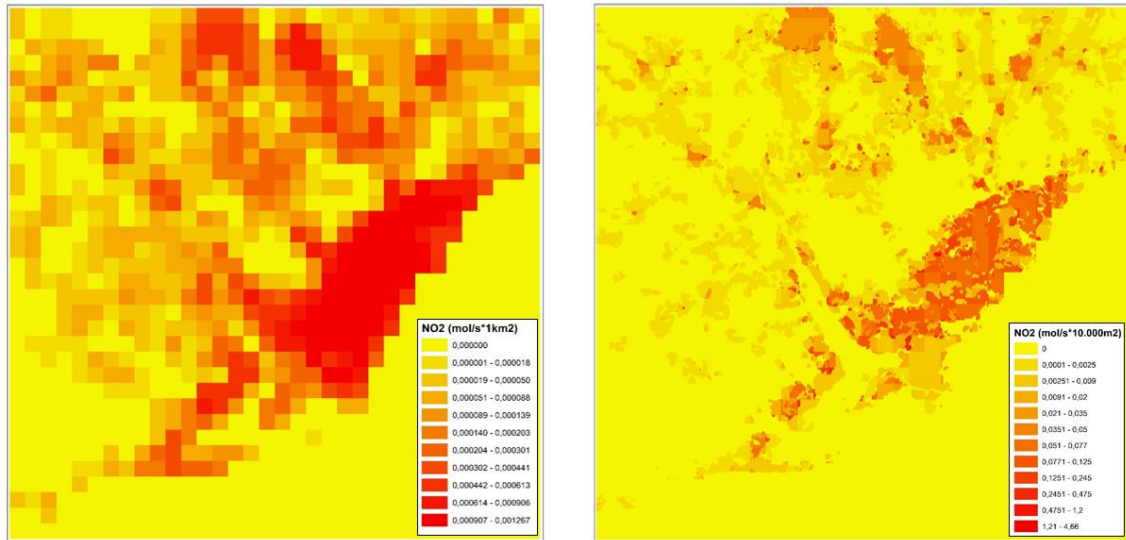 NO2 (mol/s*1km2)
0,000000
0,000001 - 0,000018
0,000019 - 0,000050
0,000051 - 0,000088
0,000089 - 0,000139
0,000140 - 0,000203
0,000204 - 0,000301
0,000302 - 0,000441
0,000442 - 0,000613
0,000614 - 0,000906
0,000907 - 0,001267
NO2 (mol/s*10.000m2)
0
0,0001 - 0,0025
0,00251 - 0,009
0,0091 - 0,02
0,021 - 0,035
0,0351 - 0,05
0,051 - 0,077
0,0771 - 0,125
0,1251 - 0,245
0,2451 - 0,475
0,4751 - 1,2
1,21 - 4,66